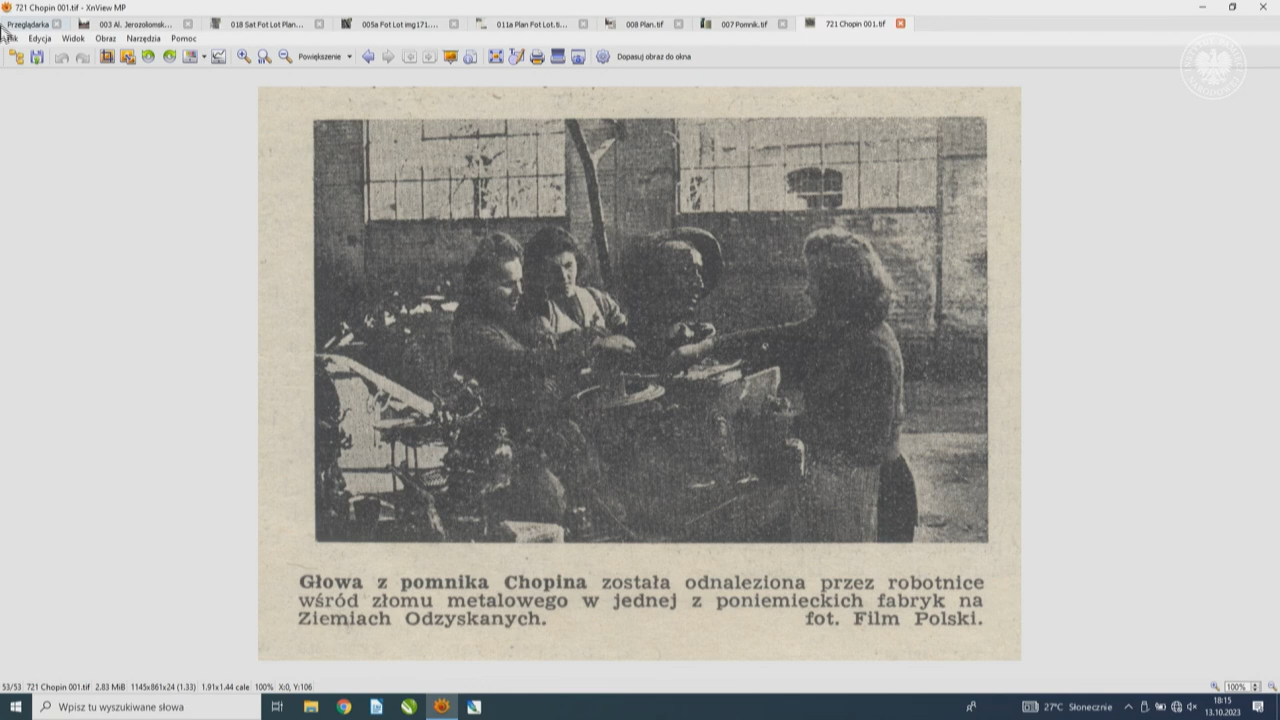 721 Chopin 001.tif - XnView MP
Przeglądarka
003 Al. Jerozolimsk...
018 Sat Fot Lot Plan...
005a Fot Lot img171....
011a Plan Fot Lot.ti...
008 Plan.tif
007 Pomnik.tif
721 Chopin 001.tif
Edycja Widok Obraz Narzędzia Pomoc
Powiększenie
Dopasuj obraz do okna
Głowa z pomnika Chopina została odnaleziona przez robotnice
wśród złomu metalowego w jednej z poniemieckich fabryk na
Ziemiach Odzyskanych. fot. Film Polski.
53/53 721 Chopin 001.tif 2.83 MiB 1145x861x24 (1.33) 1.91x1.44 cale 100% X:0, Y:106
100%
Wpisz tu wyszukiwane słowa
27°C Słonecznie
18:15
13.10.2023